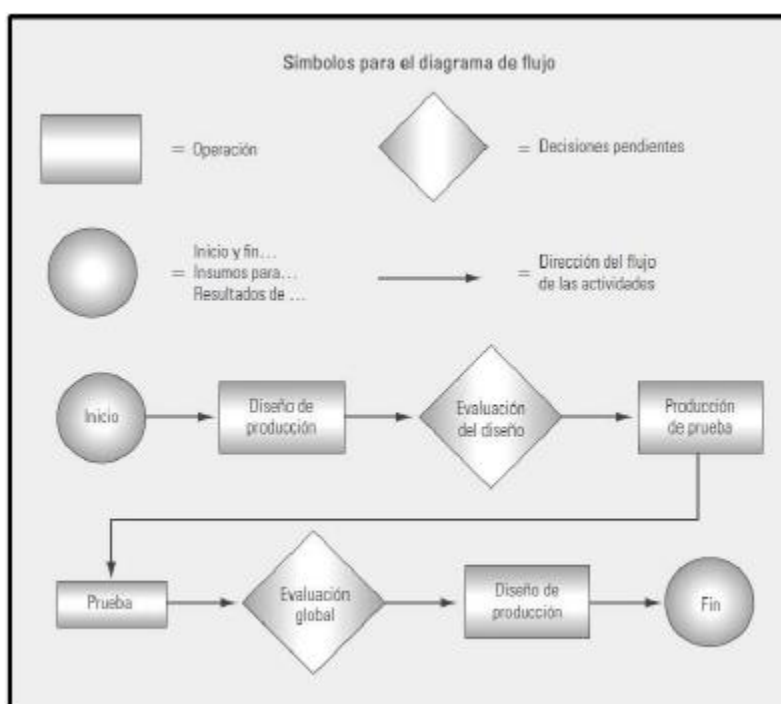 Símbolos para el diagrama de flujo
= Operación
= Decisiones pendientes
Inicio y fin...
= Insumos para...
Resultados de ...
= Dirección del flujo
de las actividades
Inicio
Diseño de
producción
Evaluación
del diseño
Producción
de prueba
Prueba
Evaluación
global
Diseño de
producción
Fin